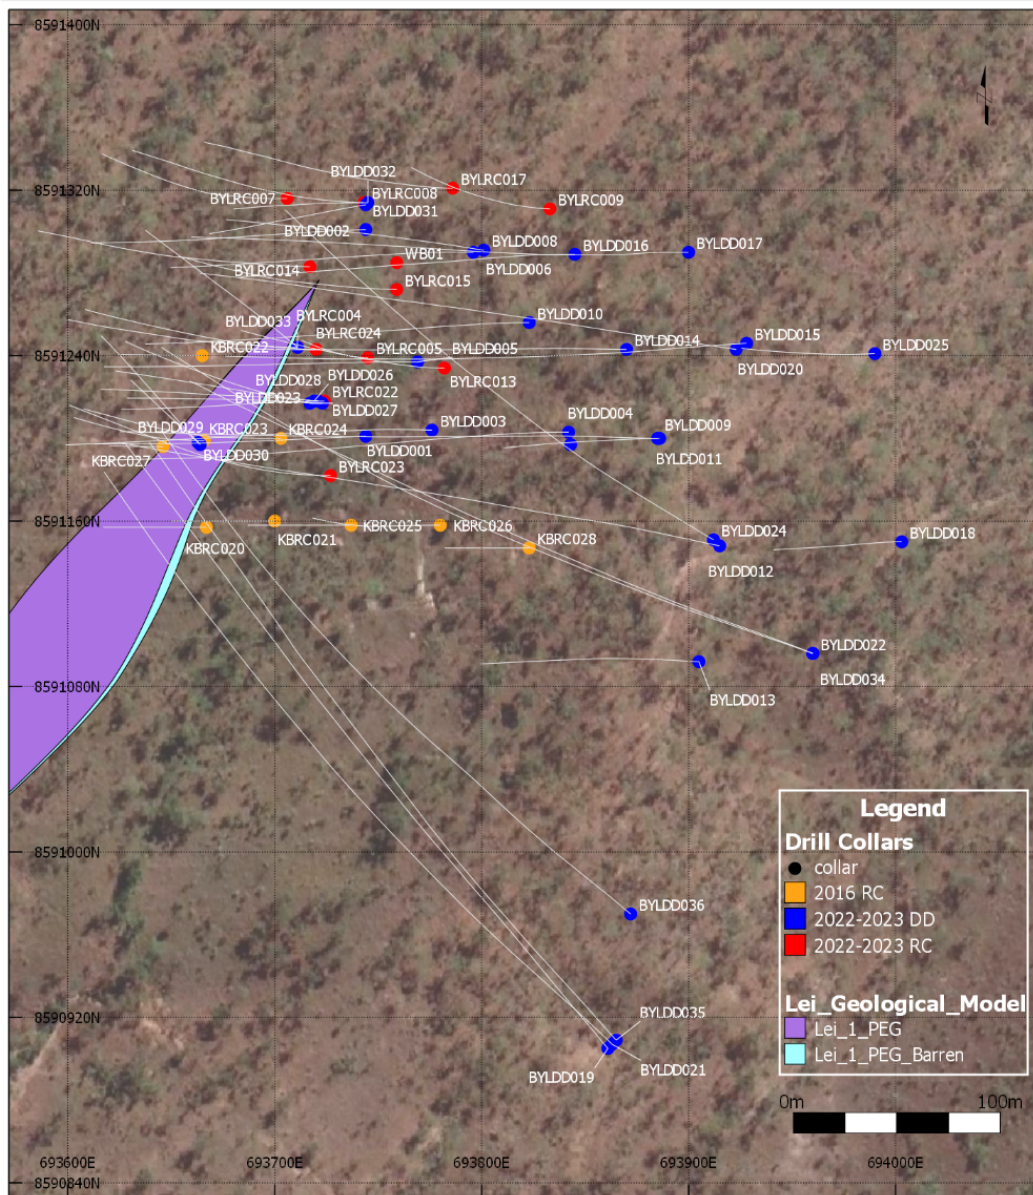 8591400N
BYLDD032
8591320N
BYLRC007
BYLRC008
BYLRC017
BYLRC009
BYLDD031
BYLDD002
BYLDD008
BYLDD016
BYLDD017
BYLRC014
WB01
BYLDD006
BYLRC015
BYLRC004
BYLDD033
BYLRC024
BYLDD010
BYLDD015
8591240N
KBRC022
BYLRC005
BYLDD005
BYLDD014
BYLDD025
BYLDD020
BYLDD028
BYLDD026
BYLRC013
BYLDD023
BYLRC022
BYLDD027
BYLDD029
KBRC023
KBRC024
BYLDD003
BYLDD004
BYLDD009
KBRC027
BYLDD030
BYLDD001
BYLDD011
BYLRC023
8591160N
KBRC020
KBRC021
KBRC025
KBRC026
KBRC028
BYLDD024
BYLDD018
BYLDD012
8591080N
BYLDD022
BYLDD034
BYLDD013
8591000N
BYLDD036
8590920N
BYLDD035
BYLDD019
BYLDD021
Legend
Drill Collars
collar
2016 RC
2022-2023 DD
2022-2023 RC
Lei_Geological_Model
Lei_1_PEG
Lei_1_PEG_Barren
0m 100m
693600E 693700E 693800E 693900E 694000E
8590840N